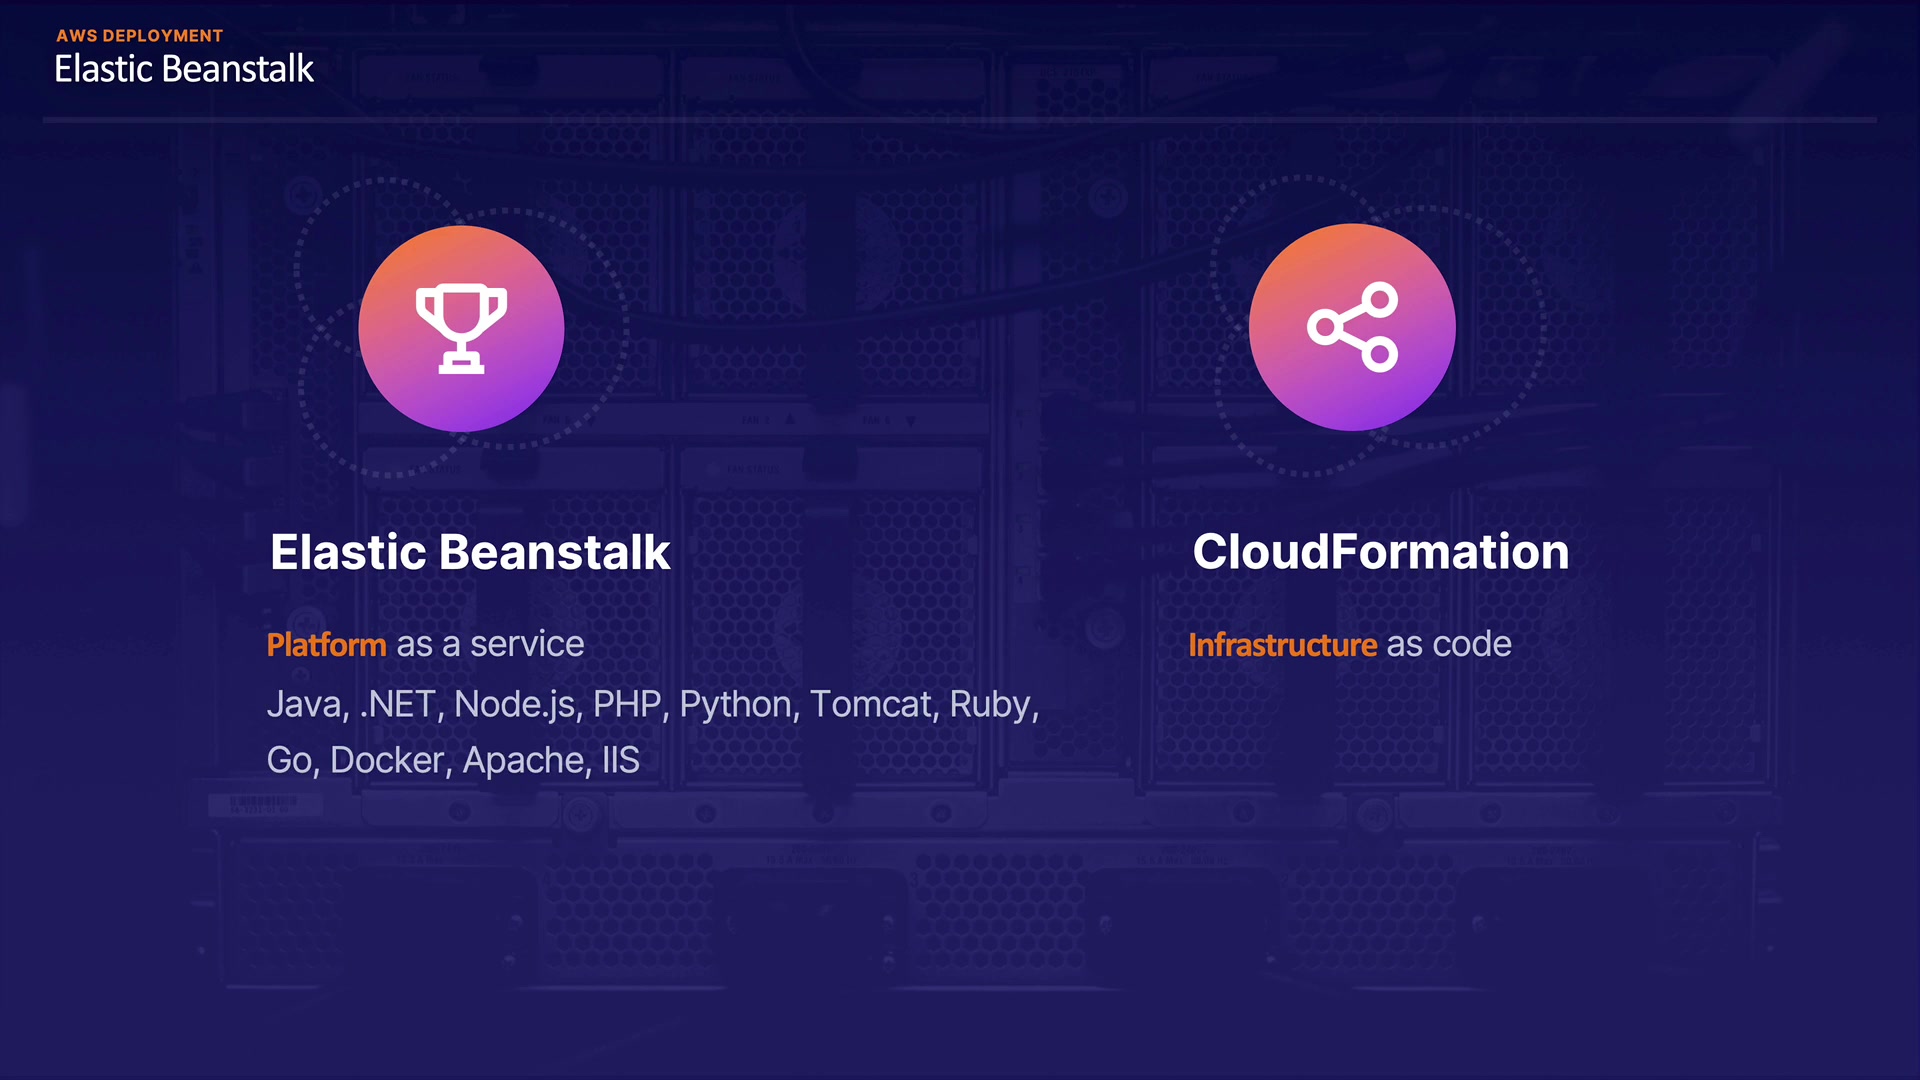 AWS DEPLOYMENT
Elastic Beanstalk
Elastic Beanstalk
Platform as a service
Java, .NET, Node.js, PHP, Python, Tomcat, Ruby,
Go, Docker, Apache, IIS
CloudFormation
Infrastructure as code